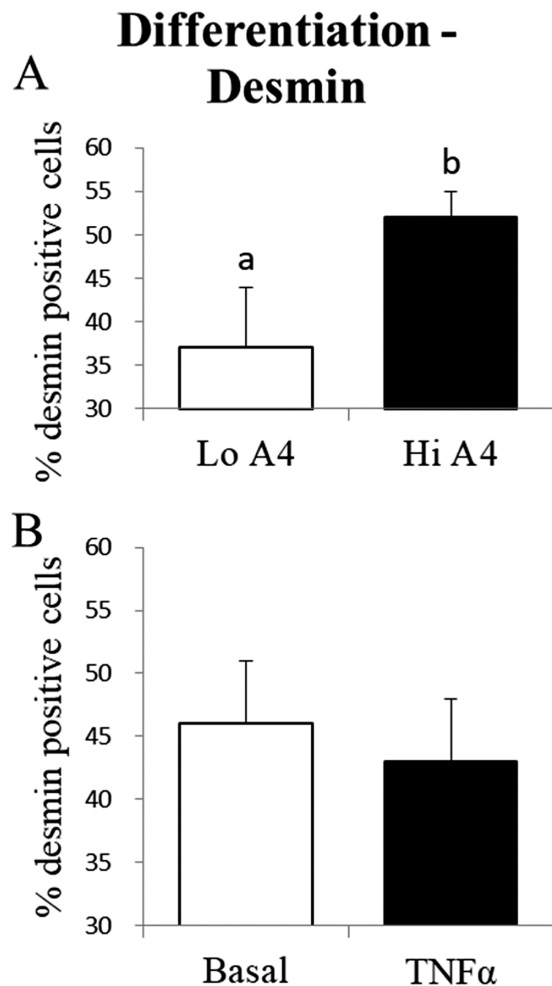 Differentiation -
Desmin
A
% desmin positive cells
60
55
50
45
40
35
30
a
b
Lo A4
Hi A4
B
% desmin positive cells
60
55
50
45
40
35
30
Basal
TNFα